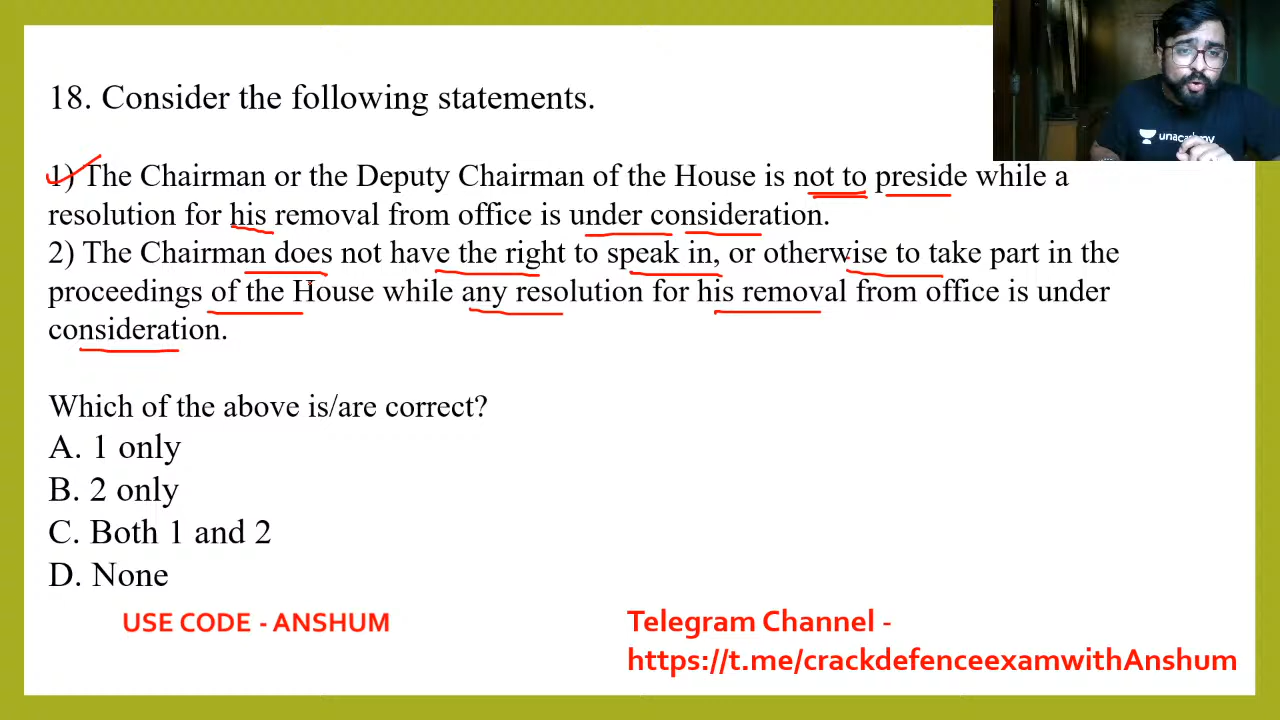 18. Consider the following statements.
unacademy
1) The Chairman or the Deputy Chairman of the House is not to preside while a
resolution for his removal from office is under consideration.
2) The Chairman does not have the right to speak in, or otherwise to take part in the
proceedings of the House while any resolution for his removal from office is under
consideration.
Which of the above is/are correct?
A. 1 only
B. 2 only
C. Both 1 and 2
D. None
USE CODE - ANSHUM
Telegram Channel -
https://t.me/crackdefenceexamwithAnshum